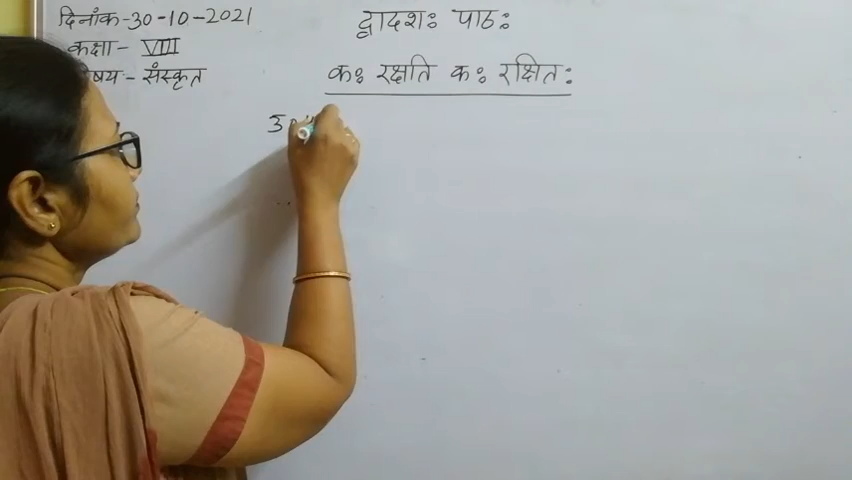 दिनांक-30-10-2021
कक्षा- VIII
विषय:- संस्कृत
द्वादशः पाठः
कः रक्षति कः रक्षितः